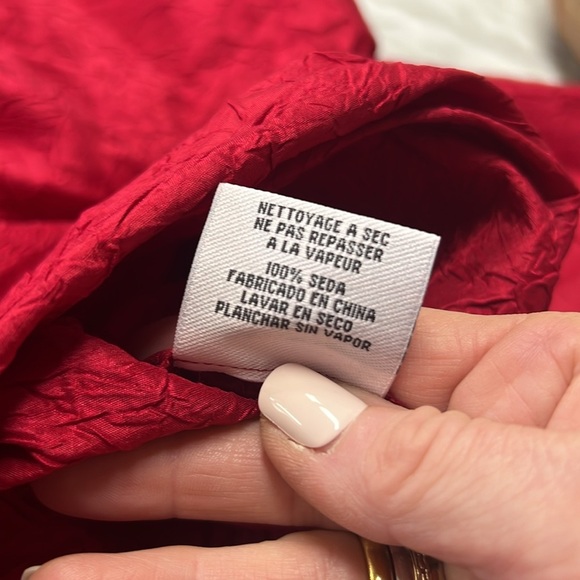 NETTOYAGE A SEC
NE PAS REPASSER
A LA VAPEUR
100% SEDA
FABRICADO EN CHINA
LAVAR EN SECO
PLANCHAR SIN VAPOR